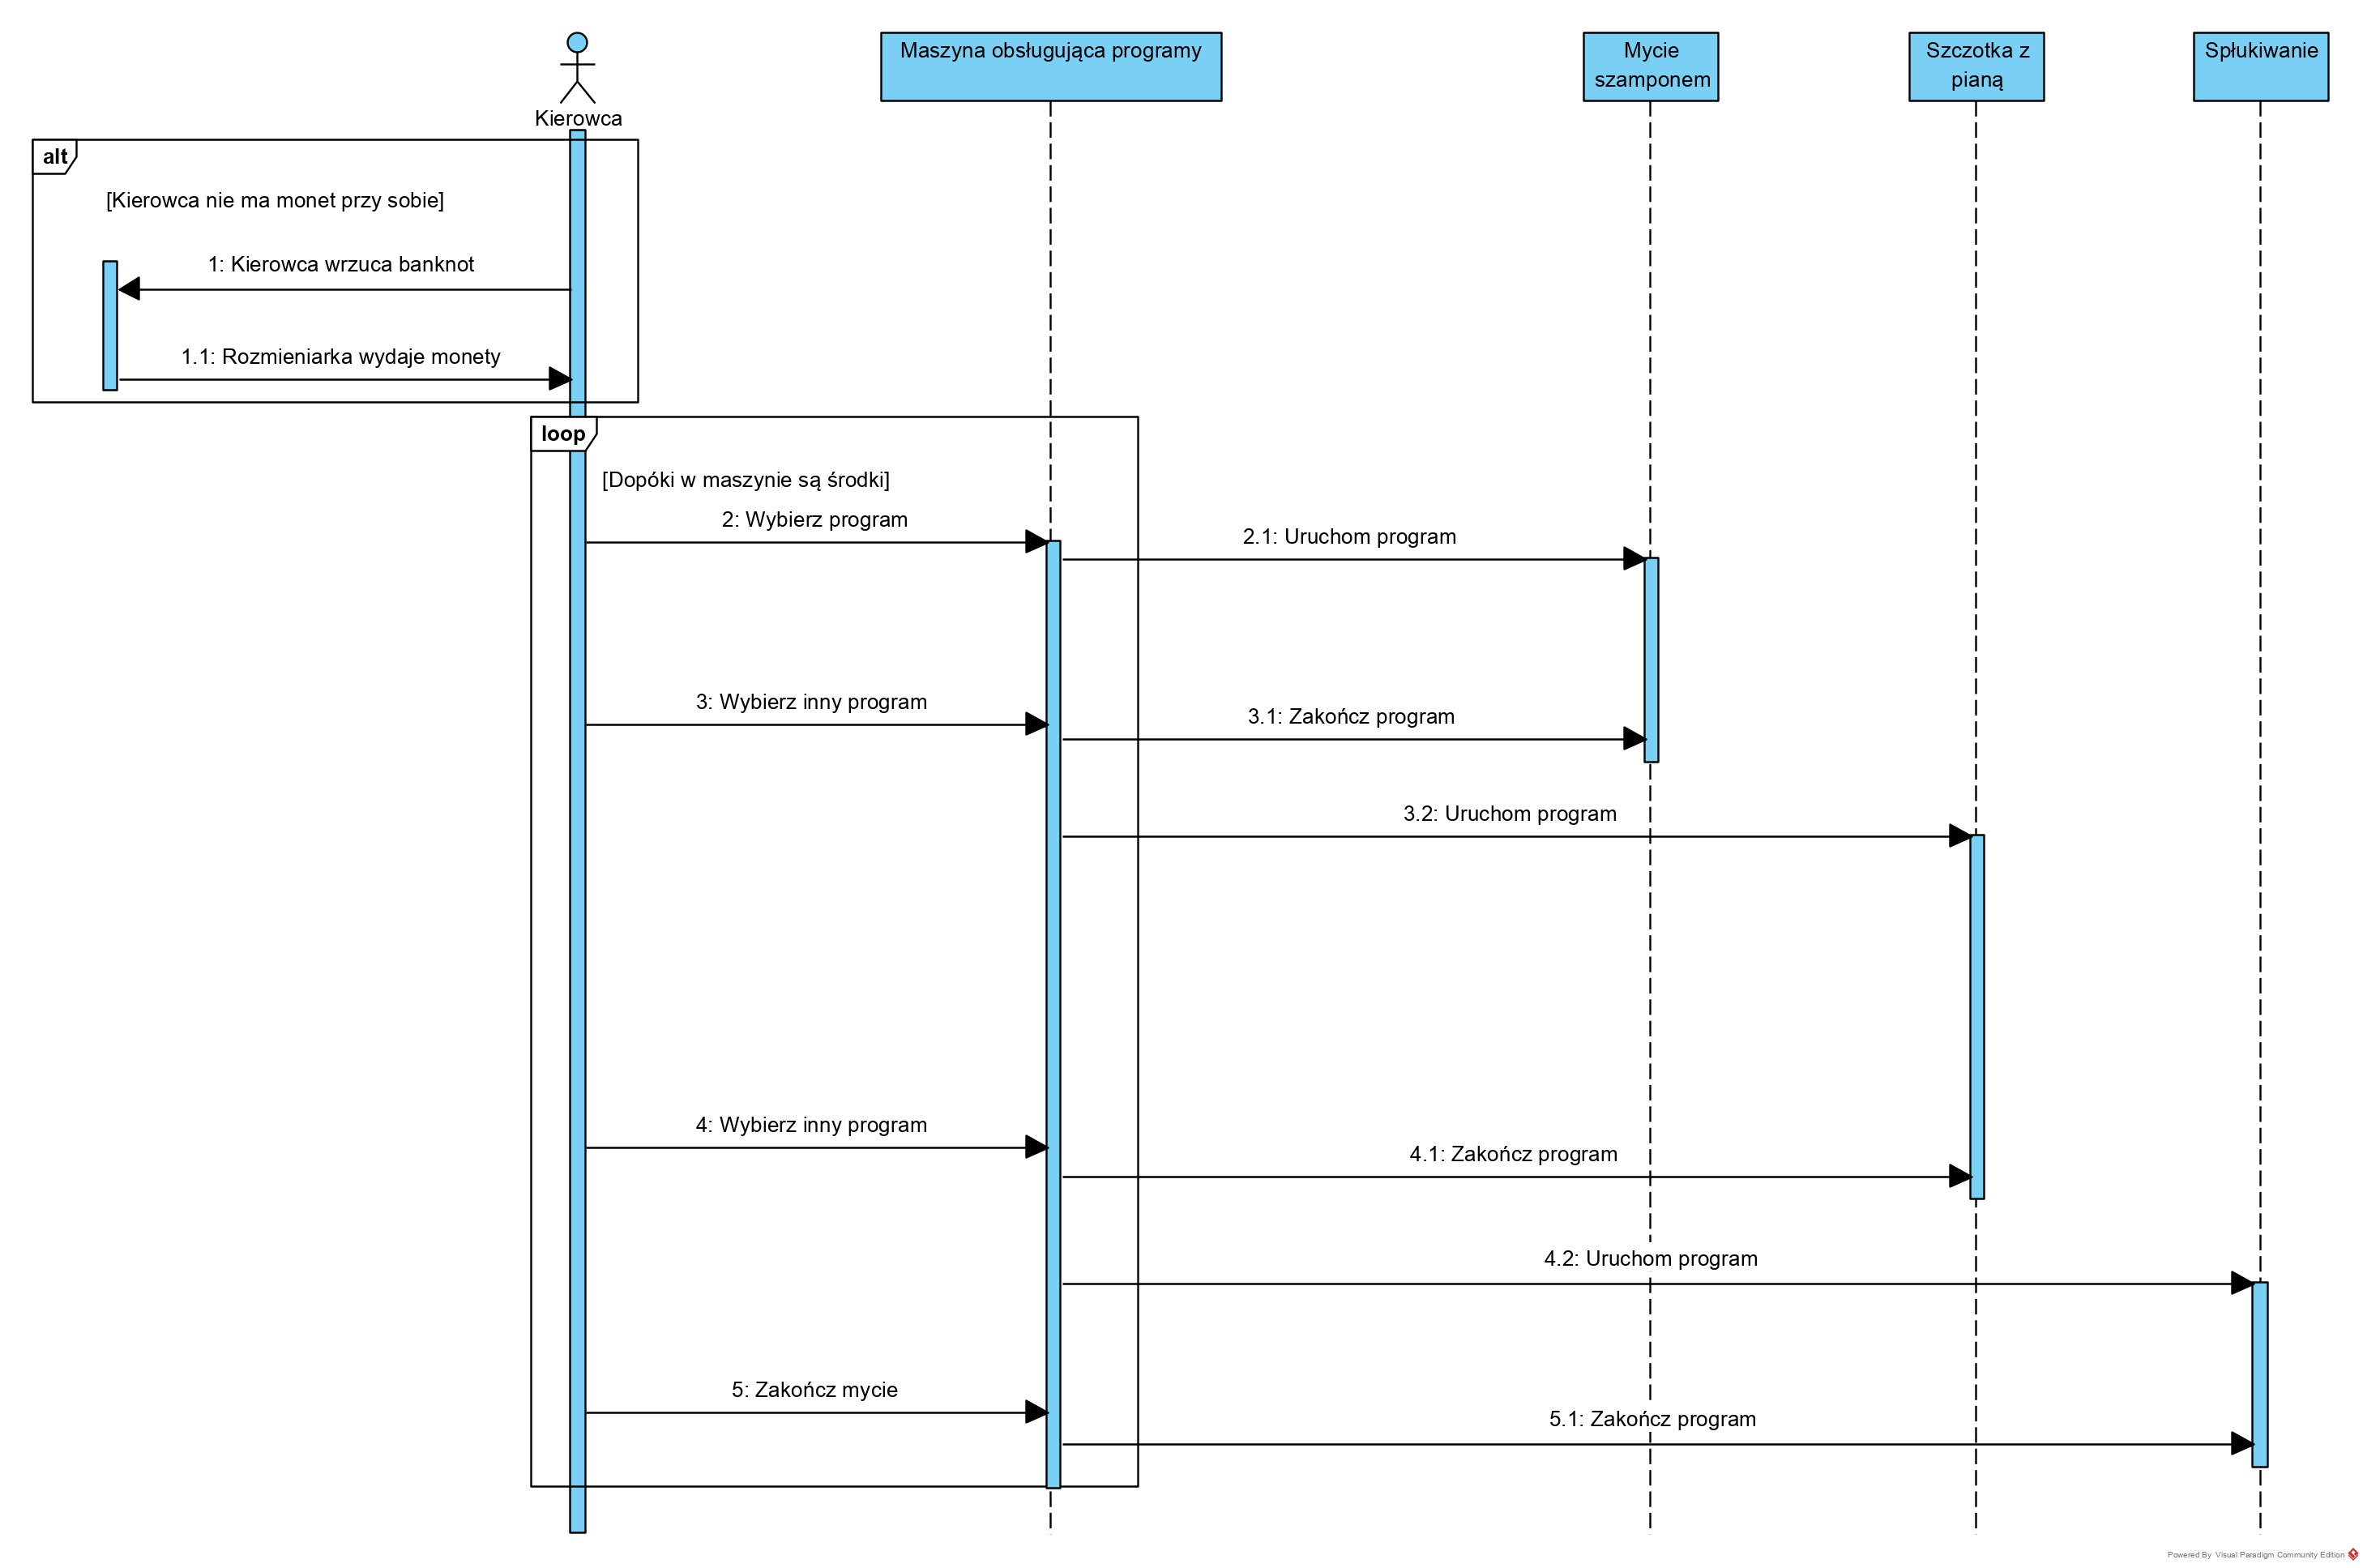 Kierowca
Maszyna obsługująca programy
Mycie
szamponem
Szczotka z
pianą
Spłukiwanie
alt
[Kierowca nie ma monet przy sobie]
1: Kierowca wrzuca banknot
1.1: Rozmieniarka wydaje monety
loop
[Dopóki w maszynie są środki]
2: Wybierz program
2.1: Uruchom program
3: Wybierz inny program
3.1: Zakończ program
3.2: Uruchom program
4: Wybierz inny program
4.1: Zakończ program
4.2: Uruchom program
5: Zakończ mycie
5.1: Zakończ program
Powered By Visual Paradigm Community Edition